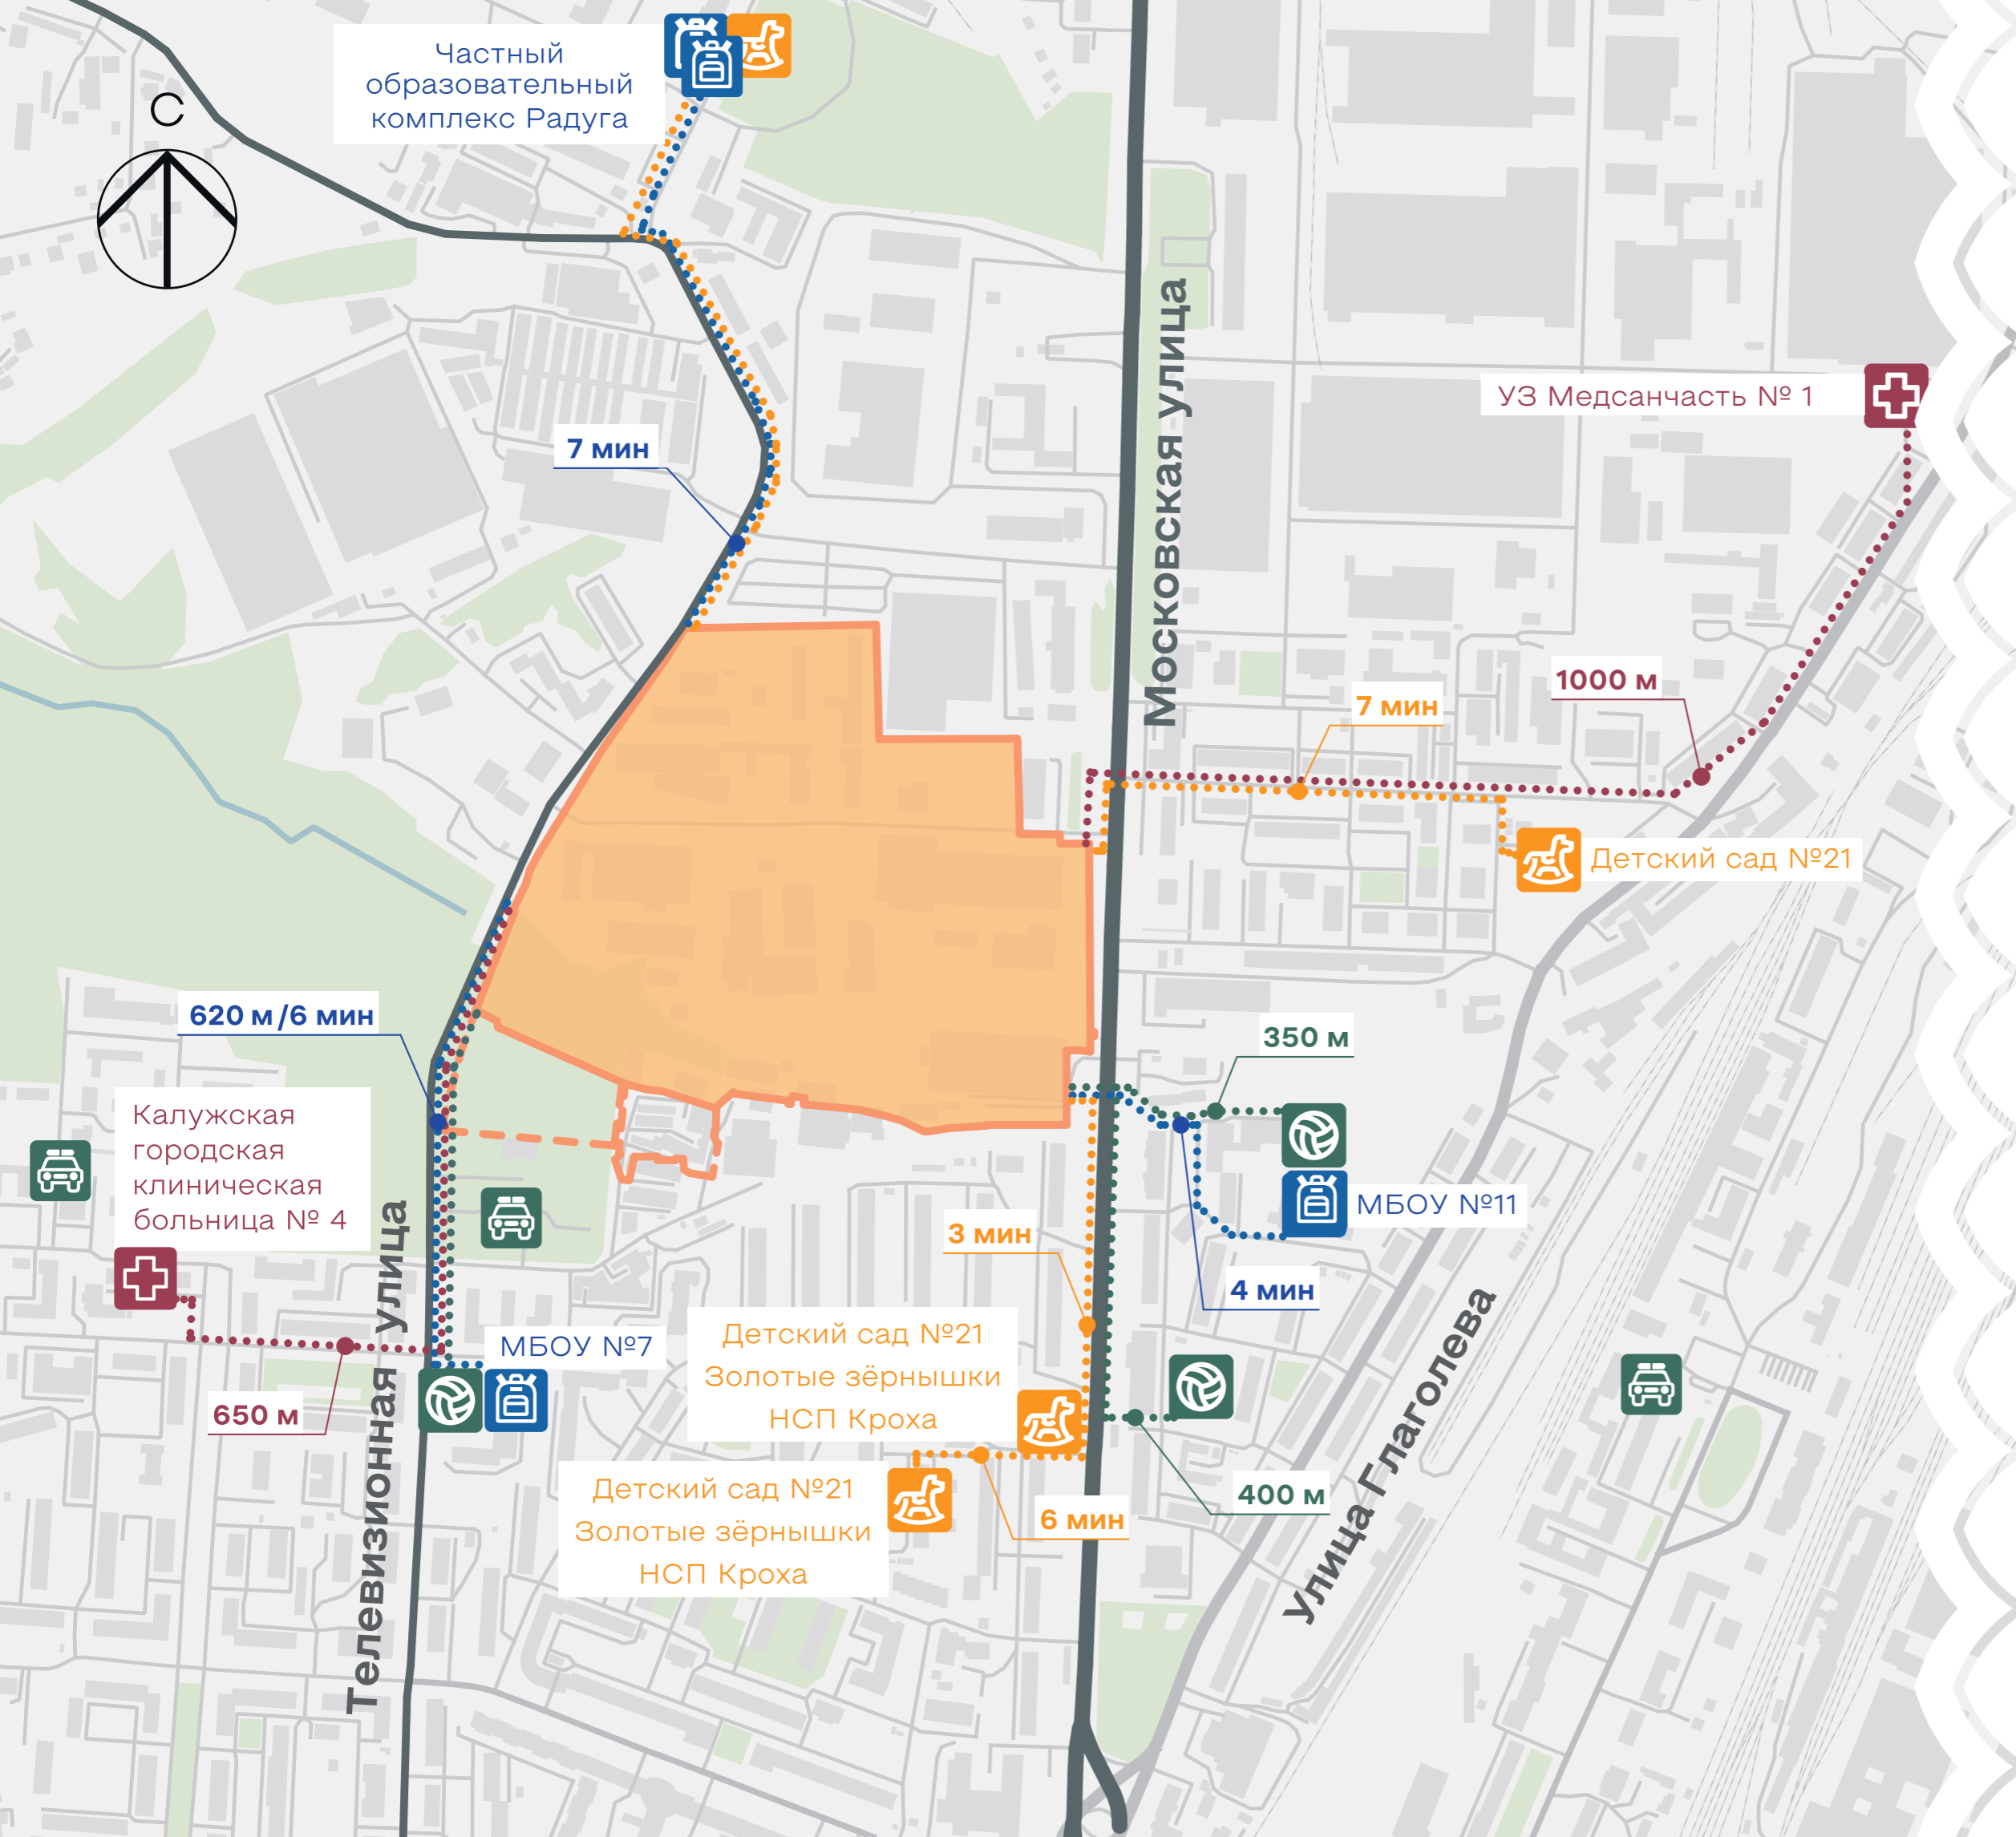 Частный
образовательный
комплекс Радуга
С
Московская улица
УЗ Медсанчасть № 1
7 мин
1000 м
7 мин
Детский сад №21
620 м/6 мин
350 м
Калужская
городская
клиническая
больница № 4
МБОУ №11
3 мин
4 мин
Детский сад №21
Золотые зёрнышки
НСП Кроха
МБОУ №7
650 м
Телевизионная улица
Улица Глаголева
Детский сад №21
Золотые зёрнышки
НСП Кроха
6 мин
400 м